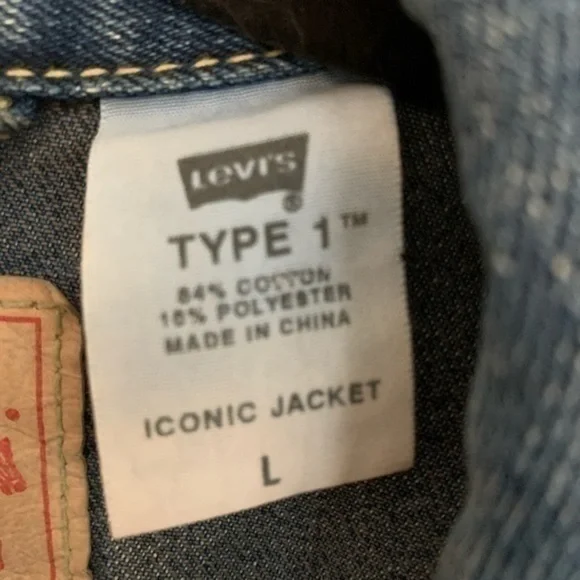 Levi's
®
TYPE 1™
84% COTTON
16% POLYESTER
MADE IN CHINA
ICONIC JACKET
L